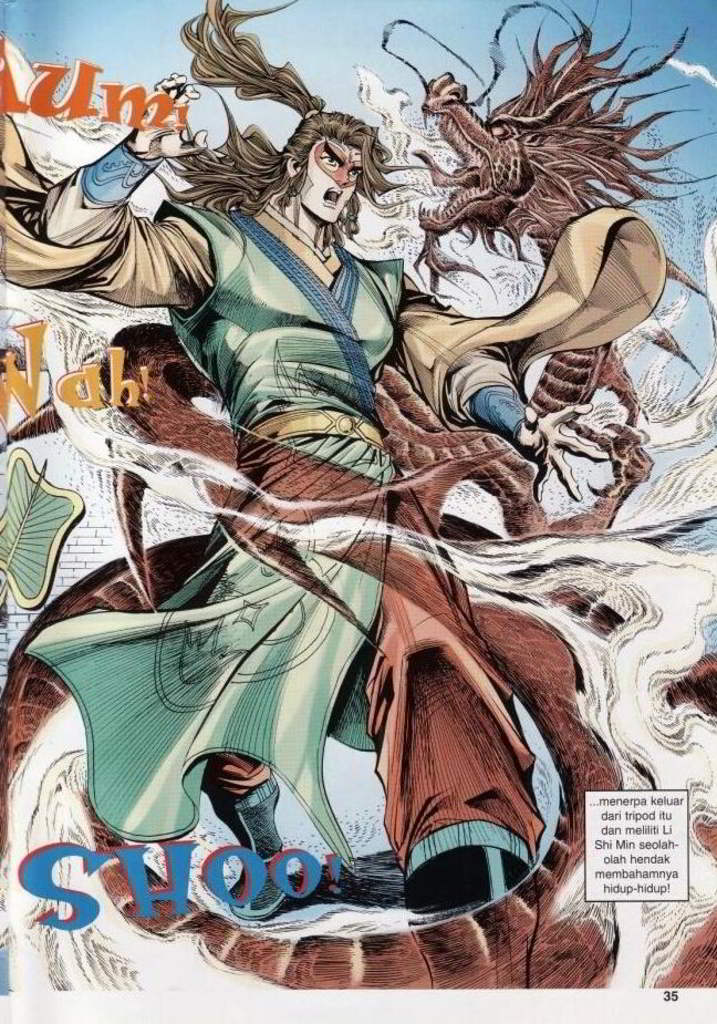 Aum!
Wah!
SHOO!
...menerpa keluar
dari tripod itu
dan meliliti Li
Shi Min seolah-
olah hendak
membahamnya
hidup-hidup!
35